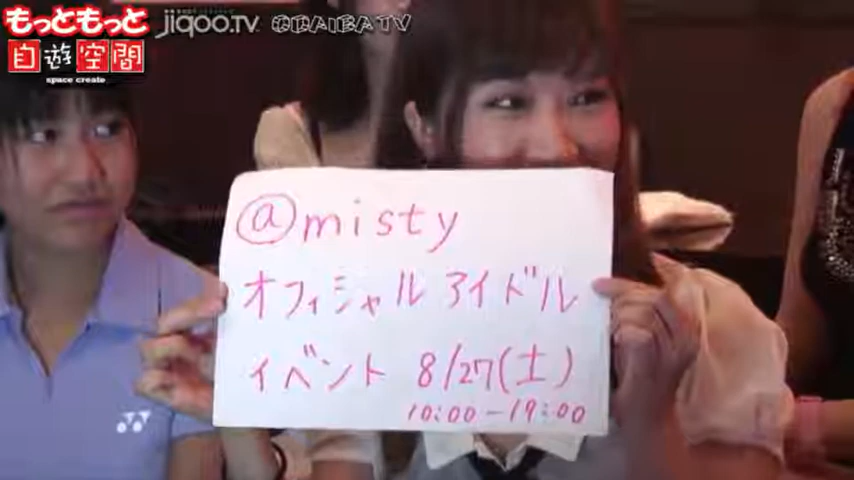 もっともっと
自遊空間
space create
jiqoo.tv
@DAIBA TV
@misty
オフィシャルアイドル
イベント 8/27(土)
10:00-19:00
YONEX